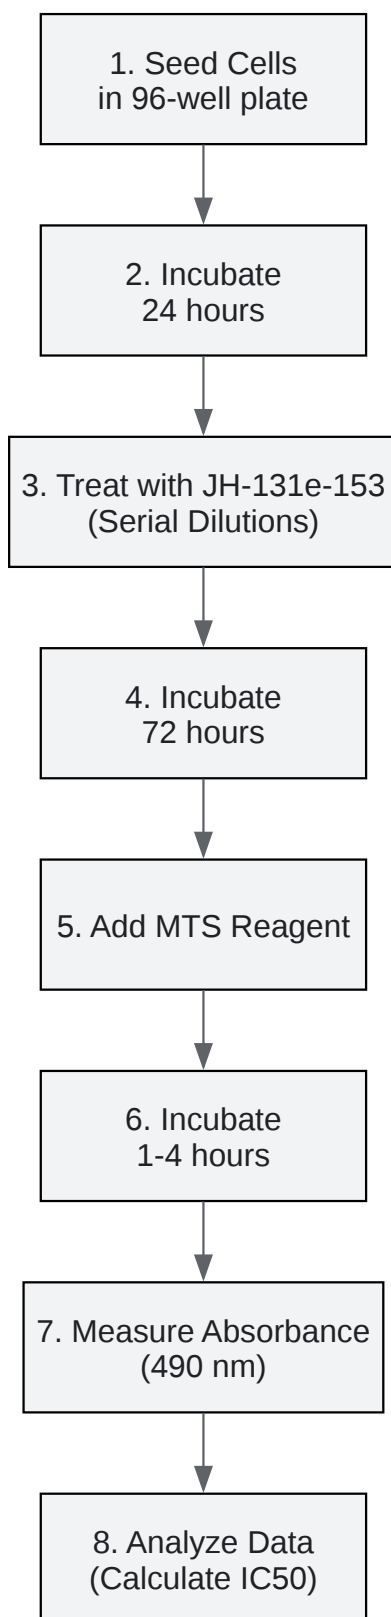 1. Seed Cells
in 96-well plate
2. Incubate
24 hours
3. Treat with JH-131e-153
(Serial Dilutions)
4. Incubate
72 hours
5. Add MTS Reagent
6. Incubate
1-4 hours
7. Measure Absorbance
(490 nm)
8. Analyze Data
(Calculate IC50)